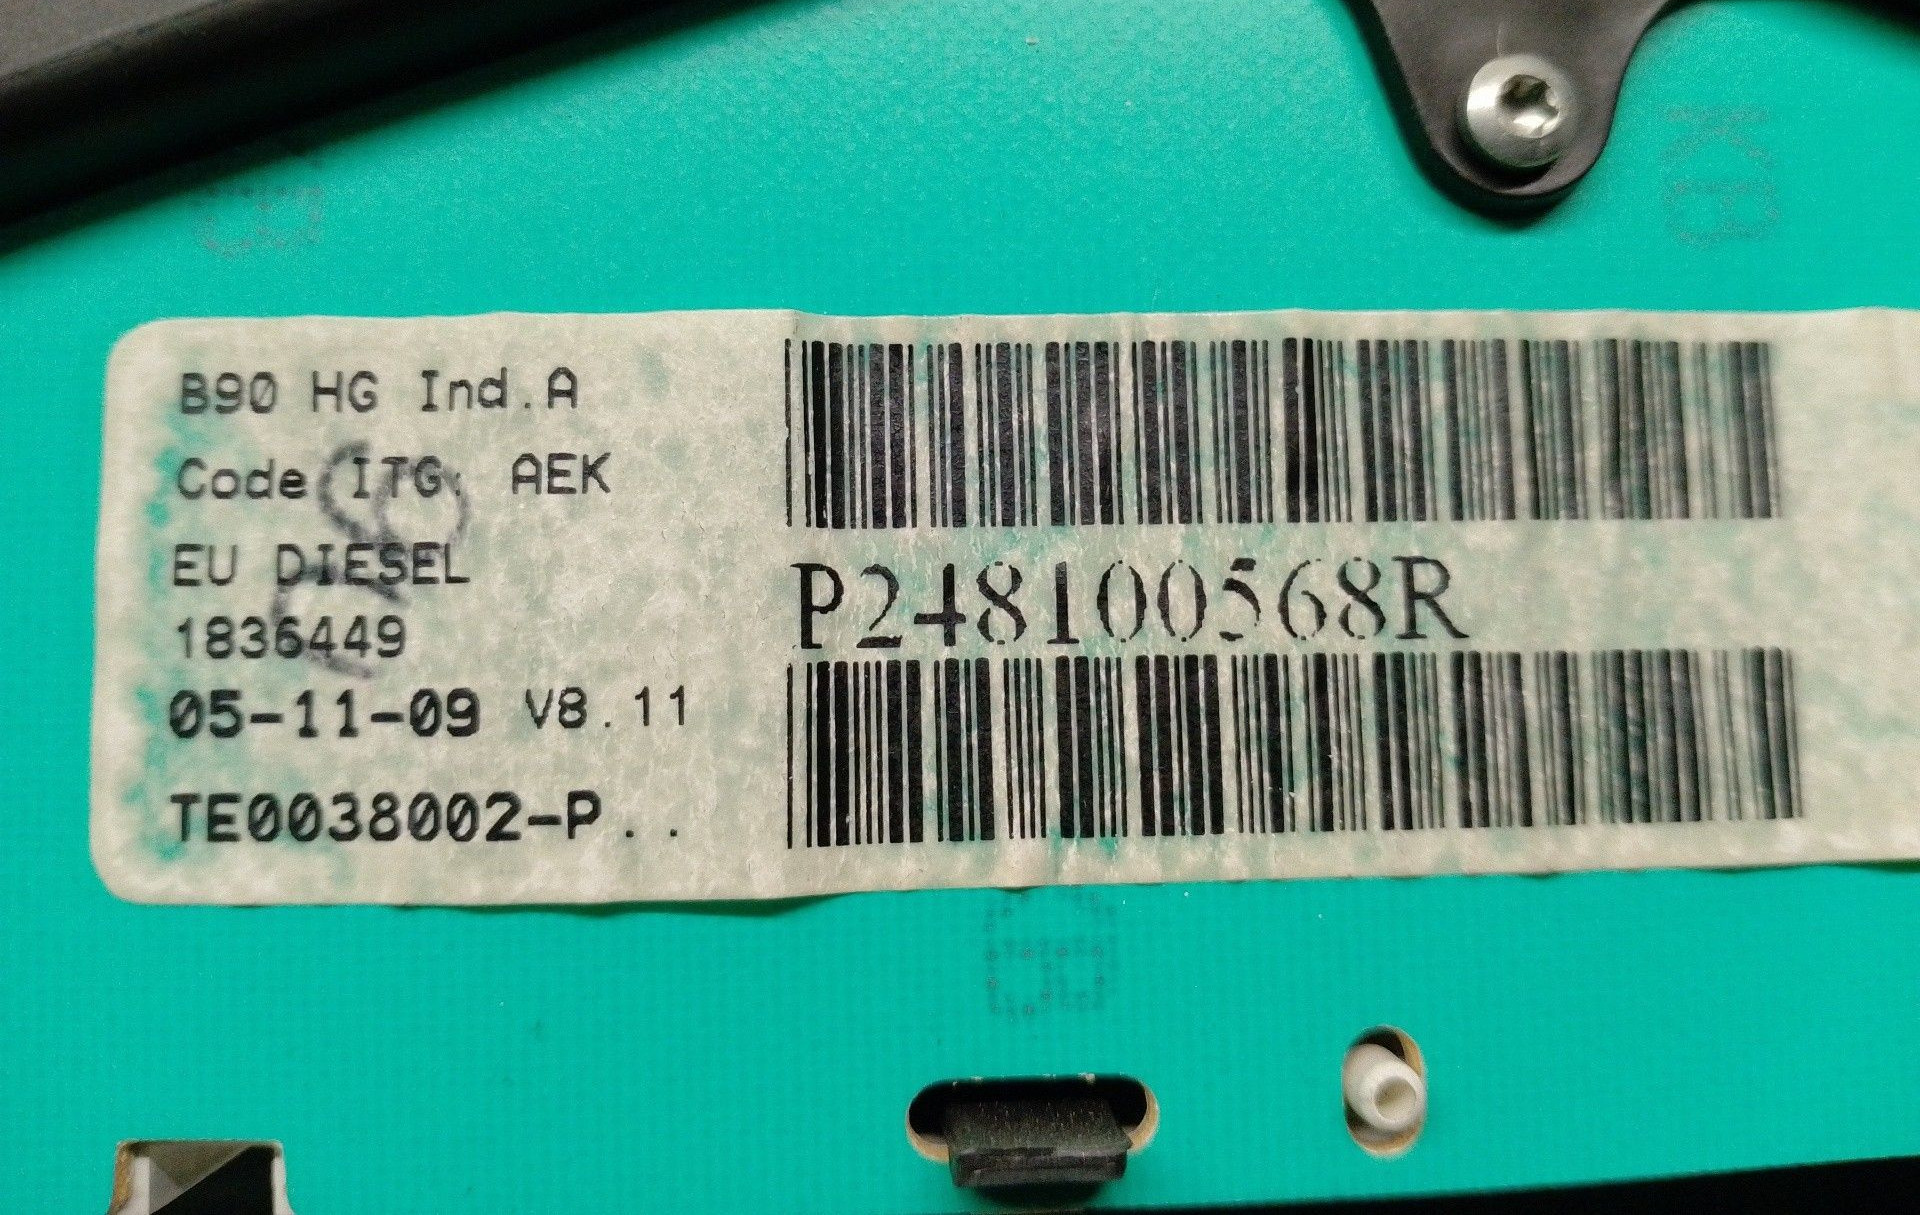 B90 HG Ind.A
Code ITG: AEK
EU DIESEL
1836449
05-11-09 V8.11
TE0038002-P..
P248100568R